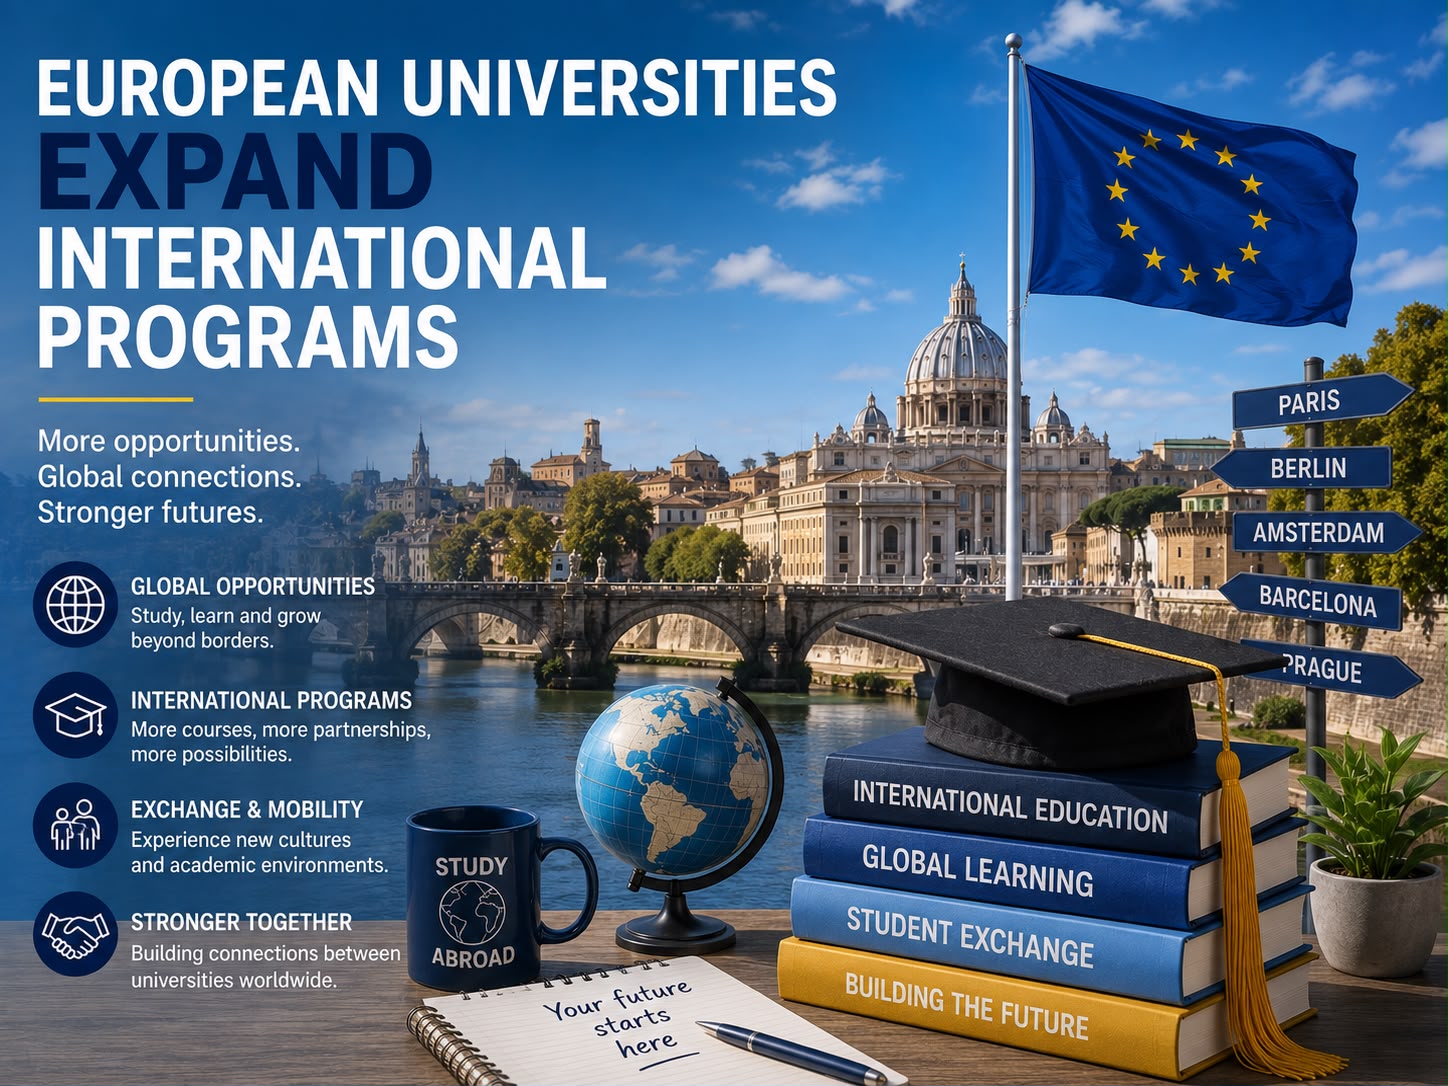 EUROPEAN UNIVERSITIES
EXPAND
INTERNATIONAL
PROGRAMS
More opportunities.
Global connections.
Stronger futures.
GLOBAL OPPORTUNITIES
Study, learn and grow
beyond borders.
INTERNATIONAL PROGRAMS
More courses, more partnerships,
more possibilities.
EXCHANGE & MOBILITY
Experience new cultures
and academic environments.
STRONGER TOGETHER
Building connections between
universities worldwide.
PARIS
BERLIN
AMSTERDAM
BARCELONA
PRAGUE
STUDY
ABROAD
Your future
starts
here
INTERNATIONAL EDUCATION
GLOBAL LEARNING
STUDENT EXCHANGE
BUILDING THE FUTURE